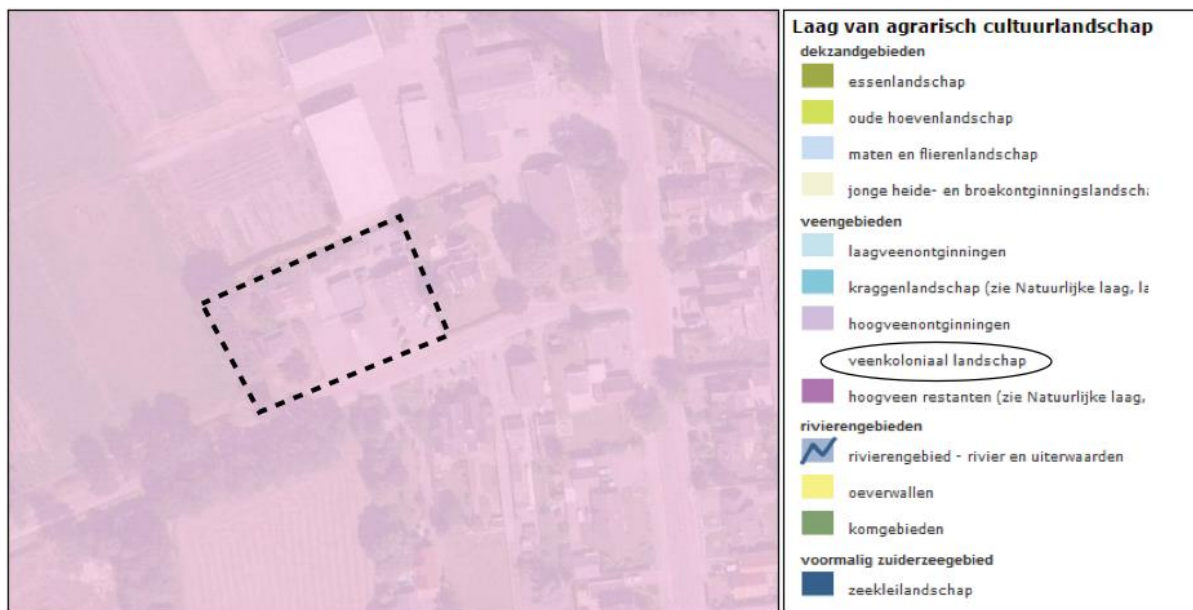 Laag van agrarisch cultuurlandschap
dekzandgebieden
essenlandschap
oude hoevenlandschap
maten en flierenlandschap
jonge heide- en broekontginningslandscha
veengebieden
laagveenontginningen
kraggenlandschap (zie Natuurlijke laag, la
hoogveenontginningen
veenkoloniaal landschap
hoogveen restanten (zie Natuurlijke laag,
rivierengebieden
rivierengebied - rivier en uiterwaarden
oeverwallen
komgebieden
voormalig zuiderzeegebied
zeekleilandschap